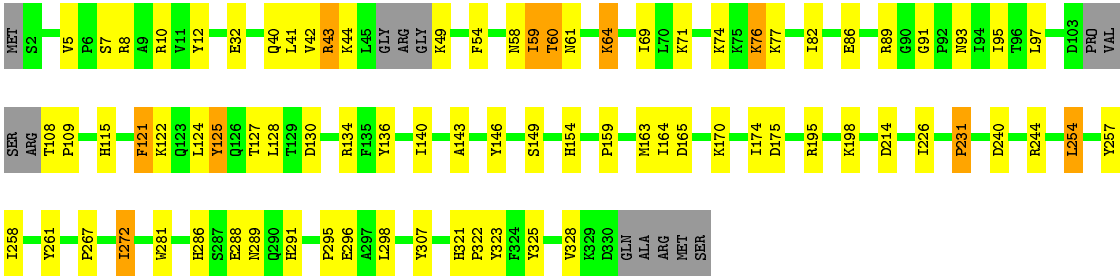 MET S2 V5 P6 S7 R8 A9 R10 V11 Y12 E32 Q40 L41 V42 R43 K44 L45 GLY ARG GLY K49 F54 N58 I59 T60 N61 K64 I69 L70 K71 K74 K75 K76 K77 I82 E86 R89 G90 G91 P92 N93 I94 I95 T96 L97 D103 PRO VAL
SER ARG T108 P109 H115 F121 K122 Q123 L124 Y125 Q126 T127 L128 T129 D130 R134 F135 Y136 I140 A143 Y146 S149 H154 P159 M163 I164 D165 K170 I174 D175 R195 K198 D214 I226 P231 D240 R244 L254 Y257
I258 Y261 P267 I272 W281 H286 S287 E288 N289 Q290 H291 P295 E296 A297 L298 Y307 H321 P322 Y323 F324 Y325 V328 K329 D330 GLN ALA ARG MET SER